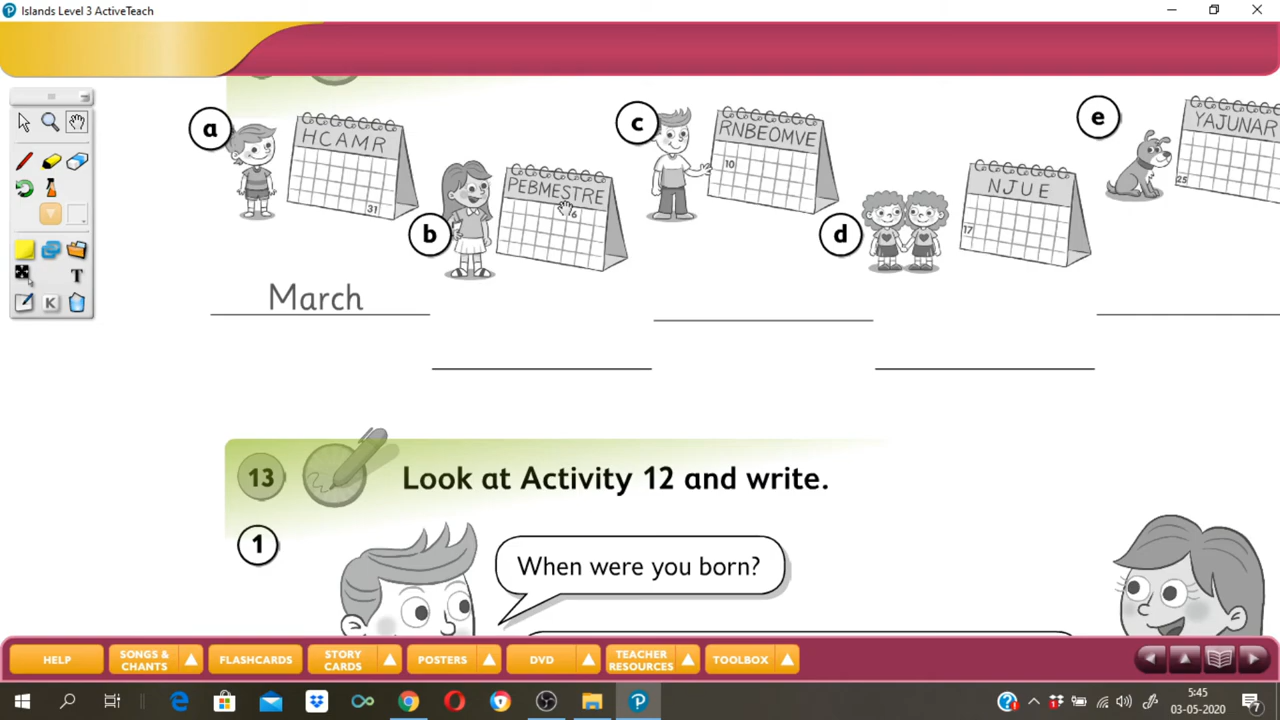 Islands Level 3 ActiveTeach
a
HCAMR
31
b
PEBMESTRE
6
c
RNBEOMVE
10
d
NJUE
17
e
YAJUNAR
25
March
13
Look at Activity 12 and write.
1
When were you born?
T
K
HELP
SONGS &
CHANTS
FLASHCARDS
STORY
CARDS
POSTERS
DVD
TEACHER
RESOURCES
TOOLBOX
5:45
03-05-2020
7